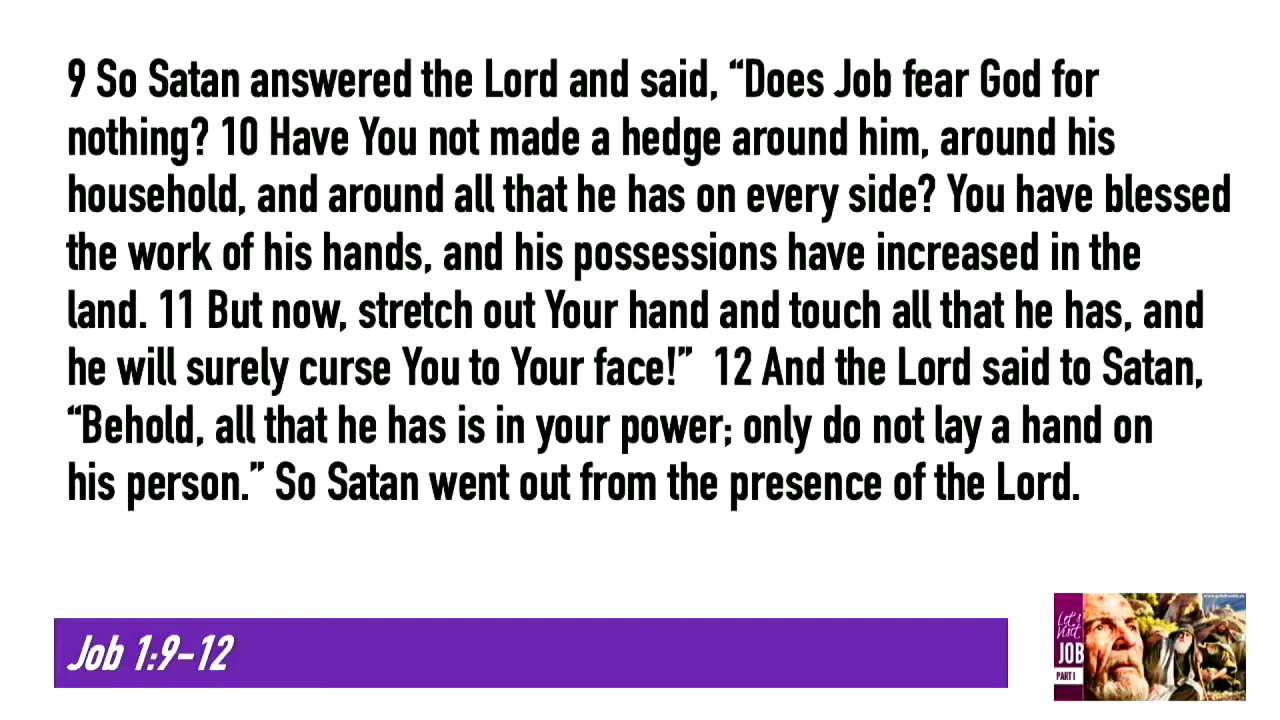 9 So Satan answered the Lord and said, “Does Job fear God for
nothing? 10 Have You not made a hedge around him, around his
household, and around all that he has on every side? You have blessed
the work of his hands, and his possessions have increased in the
land. 11 But now, stretch out Your hand and touch all that he has, and
he will surely curse You to Your face!” 12 And the Lord said to Satan,
“Behold, all that he has is in your power; only do not lay a hand on
his person.” So Satan went out from the presence of the Lord.
Job 1:9-12
Let's
Visit
JOB
PART I